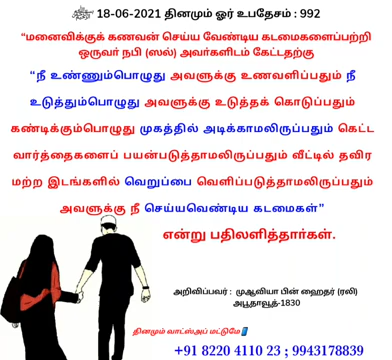 ﷽ 18-06-2021 தினமும் ஓர் உபதேசம் : 992
“மனைவிக்குக் கணவன் செய்ய வேண்டிய கடமைகளைப்பற்றி
ஒருவர் நபி (ஸல்) அவர்களிடம் கேட்டதற்கு
“நீ உண்ணும்பொழுது அவளுக்கு உணவளிப்பதும் நீ
உடுத்தும்பொழுது அவளுக்கு உடுத்தக் கொடுப்பதும்
கண்டிக்கும்பொழுது முகத்தில் அடிக்காமலிருப்பதும் கெட்ட
வார்த்தைகளைப் பயன்படுத்தாமலிருப்பதும் வீட்டில் தவிர
மற்ற இடங்களில் வெறுப்பை வெளிப்படுத்தாமலிருப்பதும்
அவளுக்கு நீ செய்யவெண்டிய கடமைகள்”
என்று பதிலளித்தார்கள்.
அறிவிப்பவர் : முஆவியா பின் ஹைதர் (ரலி)
அபூதாவூத்-1830
தினமும் வாட்ஸ்அப் மட்டுமே
+91 8220 4110 23 ; 9943178839